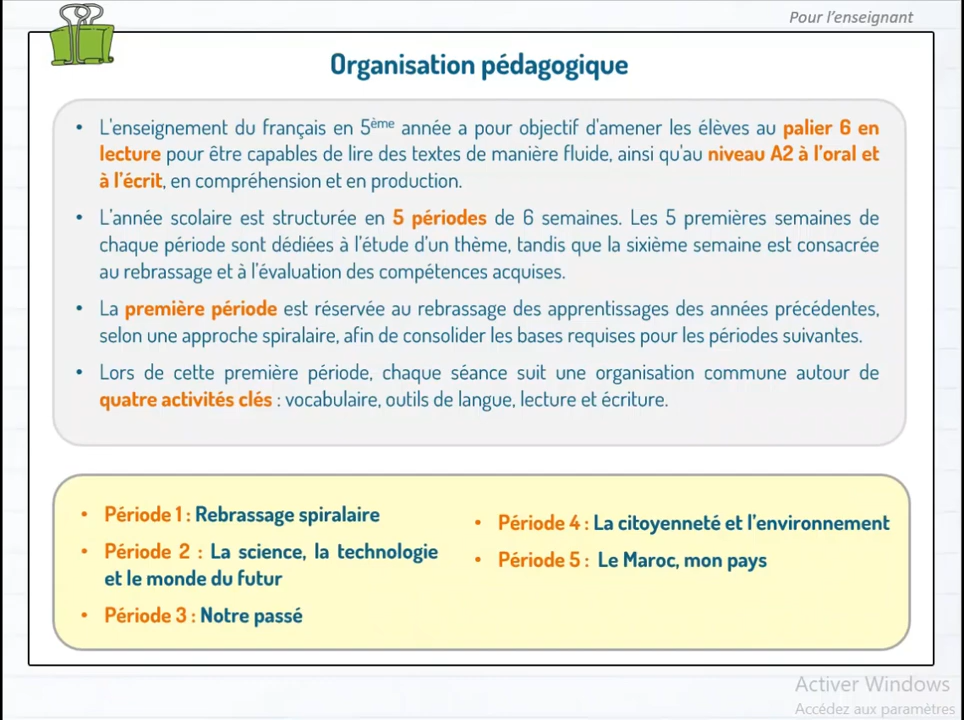 Pour l'enseignant
Organisation pédagogique
• L'enseignement du français en 5ème année a pour objectif d'amener les élèves au palier 6 en
lecture pour être capables de lire des textes de manière fluide, ainsi qu'au niveau A2 à l'oral et
à l'écrit, en compréhension et en production.
• L'année scolaire est structurée en 5 périodes de 6 semaines. Les 5 premières semaines de
chaque période sont dédiées à l'étude d'un thème, tandis que la sixième semaine est consacrée
au rebrassage et à l'évaluation des compétences acquises.
• La première période est réservée au rebrassage des apprentissages des années précédentes,
selon une approche spiralaire, afin de consolider les bases requises pour les périodes suivantes.
• Lors de cette première période, chaque séance suit une organisation commune autour de
quatre activités clés : vocabulaire, outils de langue, lecture et écriture.
• Période 1 : Rebrassage spiralaire
• Période 2 : La science, la technologie
et le monde du futur
• Période 3 : Notre passé
• Période 4 : La citoyenneté et l'environnement
• Période 5 : Le Maroc, mon pays
Activer Windows
Accédez aux paramètres